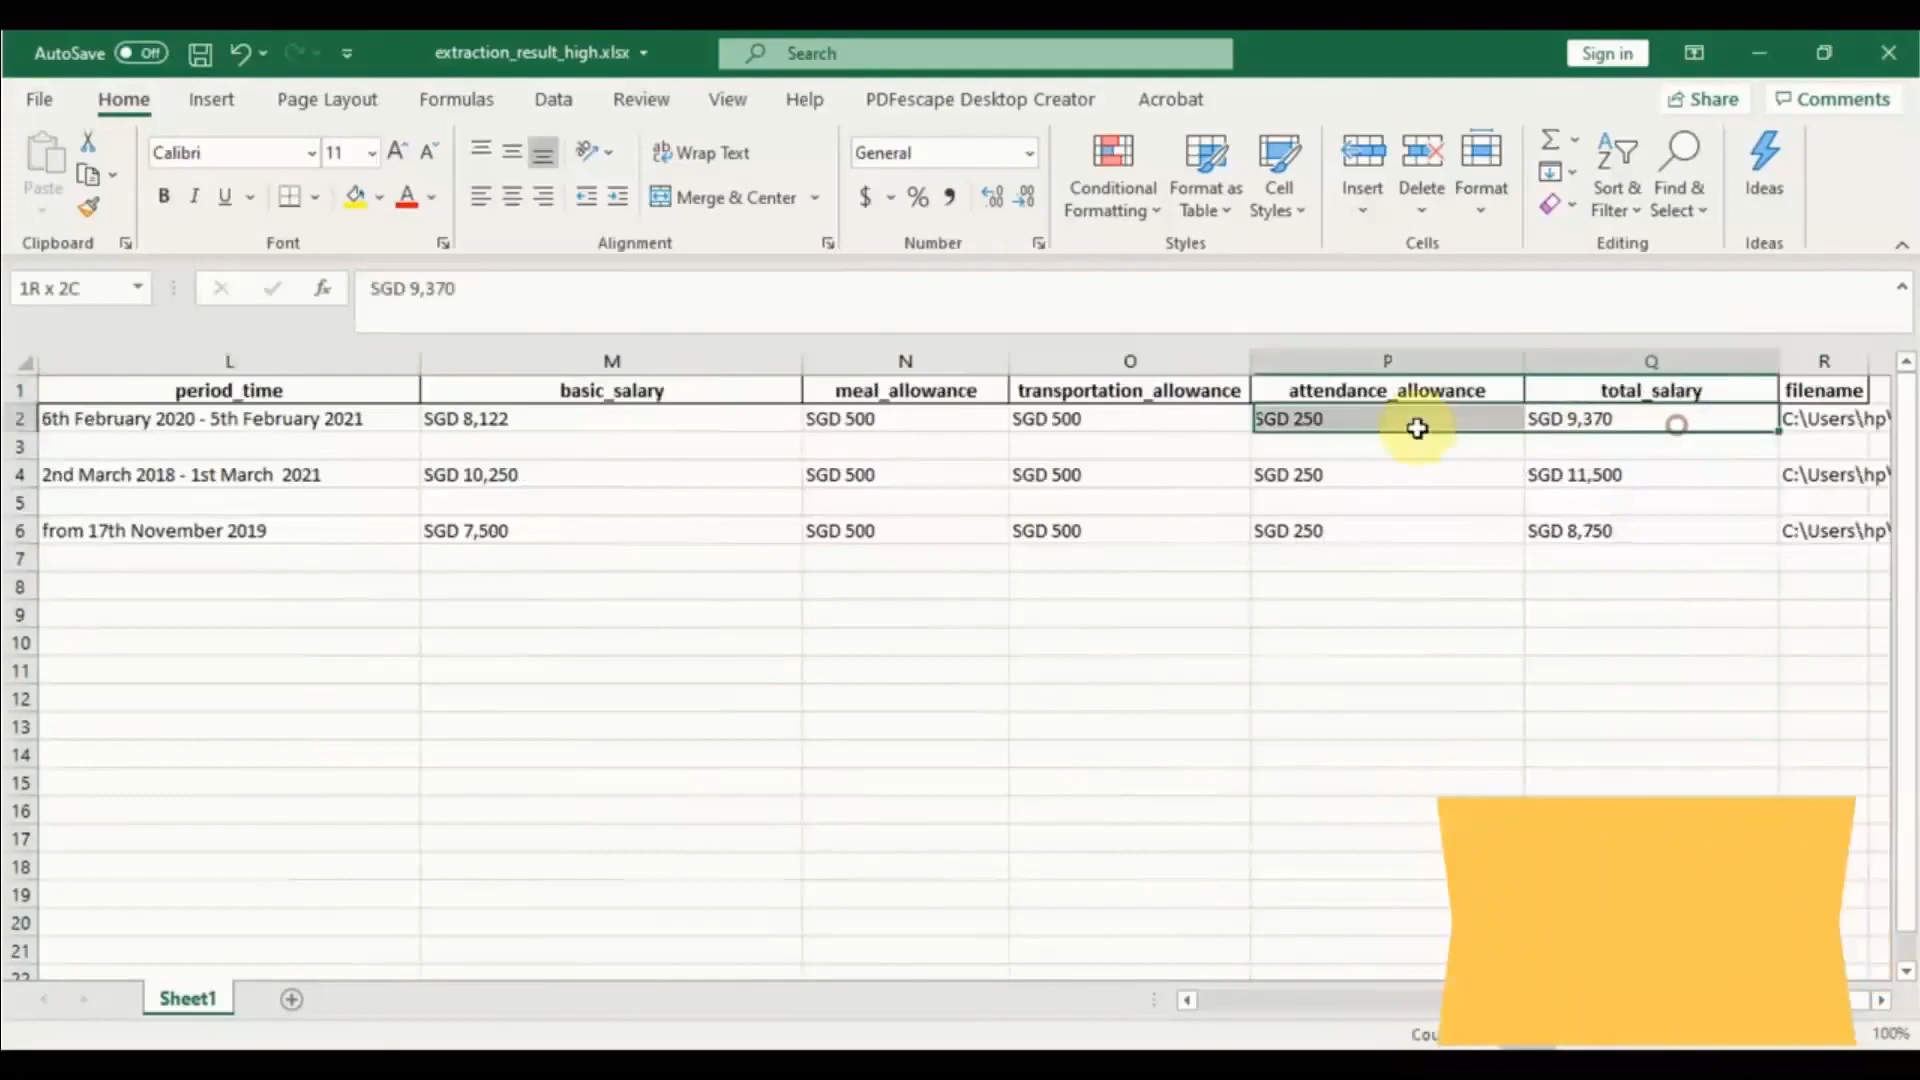 AutoSave Off extraction_result_high.xlsx Search Sign in
File Home Insert Page Layout Formulas Data Review View Help PDFescape Desktop Creator Acrobat Share Comments
Paste Calibri 11 Wrap Text General Conditional Formatting Format as Table Cell Styles Insert Delete Format Sort & Filter Find & Select Ideas
B I U Merge & Center $ %
Clipboard Font Alignment Number Styles Cells Editing Ideas
1R x 2C fx SGD 9,370
L M N O P Q R
1 period_time basic_salary meal_allowance transportation_allowance attendance_allowance total_salary filename
2 6th February 2020 - 5th February 2021 SGD 8,122 SGD 500 SGD 500 SGD 250 SGD 9,370 C:\Users\hp\
3
4 2nd March 2018 - 1st March 2021 SGD 10,250 SGD 500 SGD 500 SGD 250 SGD 11,500 C:\Users\hp\
5
6 from 17th November 2019 SGD 7,500 SGD 500 SGD 500 SGD 250 SGD 8,750 C:\Users\hp\
7
8
9
10
11
12
13
14
15
16
17
18
19
20
21
22
Sheet1
100%